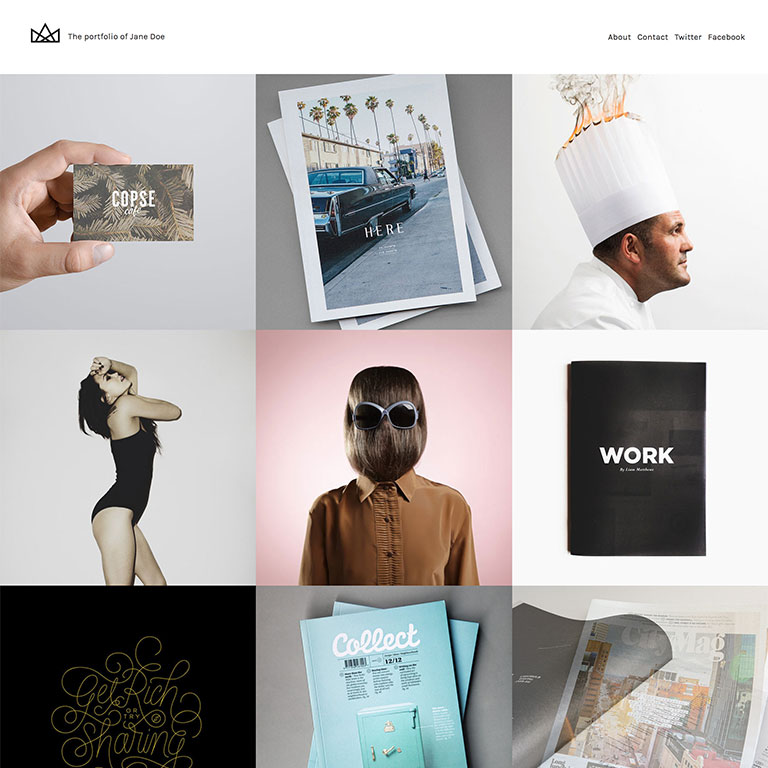 The portfolio of Jane Doe
About Contact Twitter Facebook
COPSE
cafe
HERE
WORK
By Liam Matthews
Get Rich
OR
TRY
Sharing
Collect
12/12
CityMag